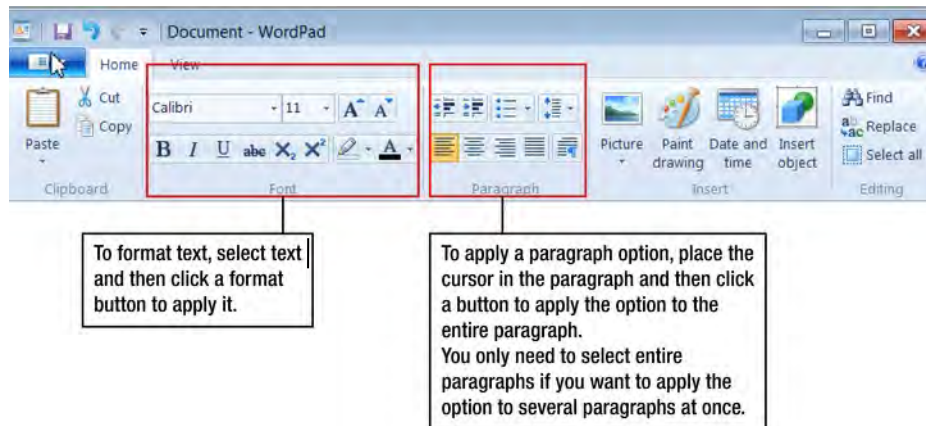 Document - WordPad
Home View
Calibri 11 A A
B I U abc X₂ X² A
Font
Cut
Copy
Paste
Clipboard
Paragraph
Picture Paint drawing Date and time Insert object
Insert
Find
Replace
Select all
Editing
To format text, select text
and then click a format
button to apply it.
To apply a paragraph option, place the
cursor in the paragraph and then click
a button to apply the option to the
entire paragraph.
You only need to select entire
paragraphs if you want to apply the
option to several paragraphs at once.